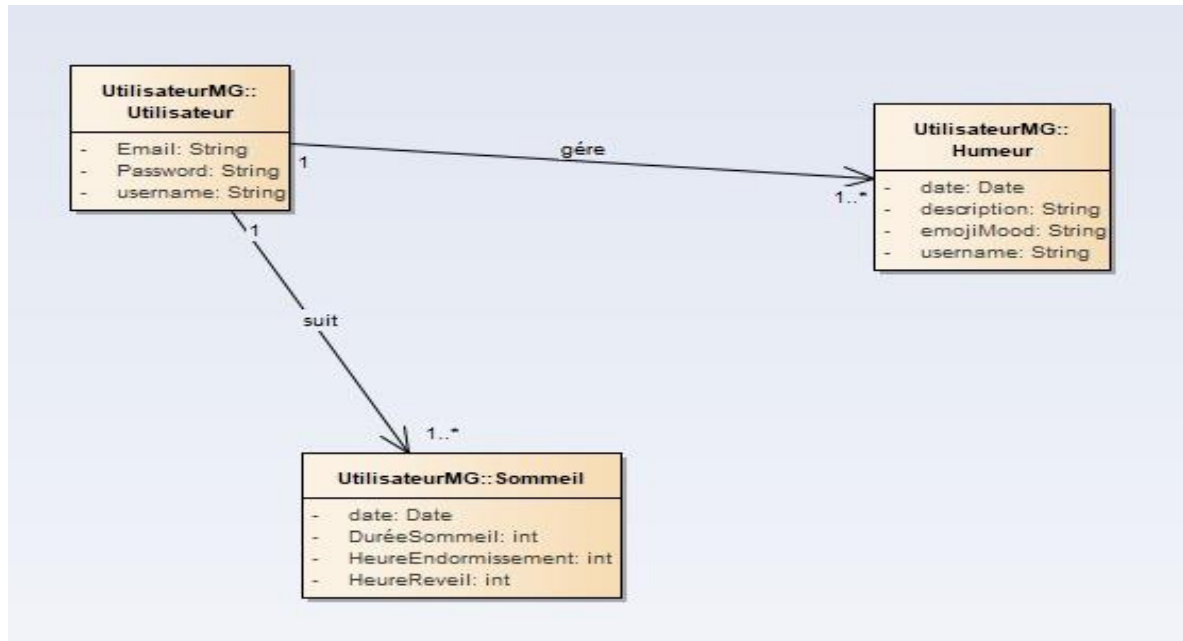 UtilisateurMG::
Utilisateur
- Email: String
- Password: String
- username: String
1
gére
1..*
UtilisateurMG::
Humeur
- date: Date
- description: String
- emojiMood: String
- username: String
1
suit
1..*
UtilisateurMG::Sommeil
- date: Date
- DuréeSommeil: int
- HeureEndormissement: int
- HeureReveil: int